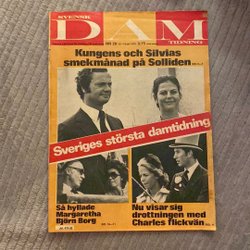 SVENSK
DAM
TIDNING
Kungens och Silvias
smekmånad på Solliden
Sveriges största damtidning
Så hyllade
Margaretha
Björn Borg
Nu visar sig
drottningen med
Charles flickvän